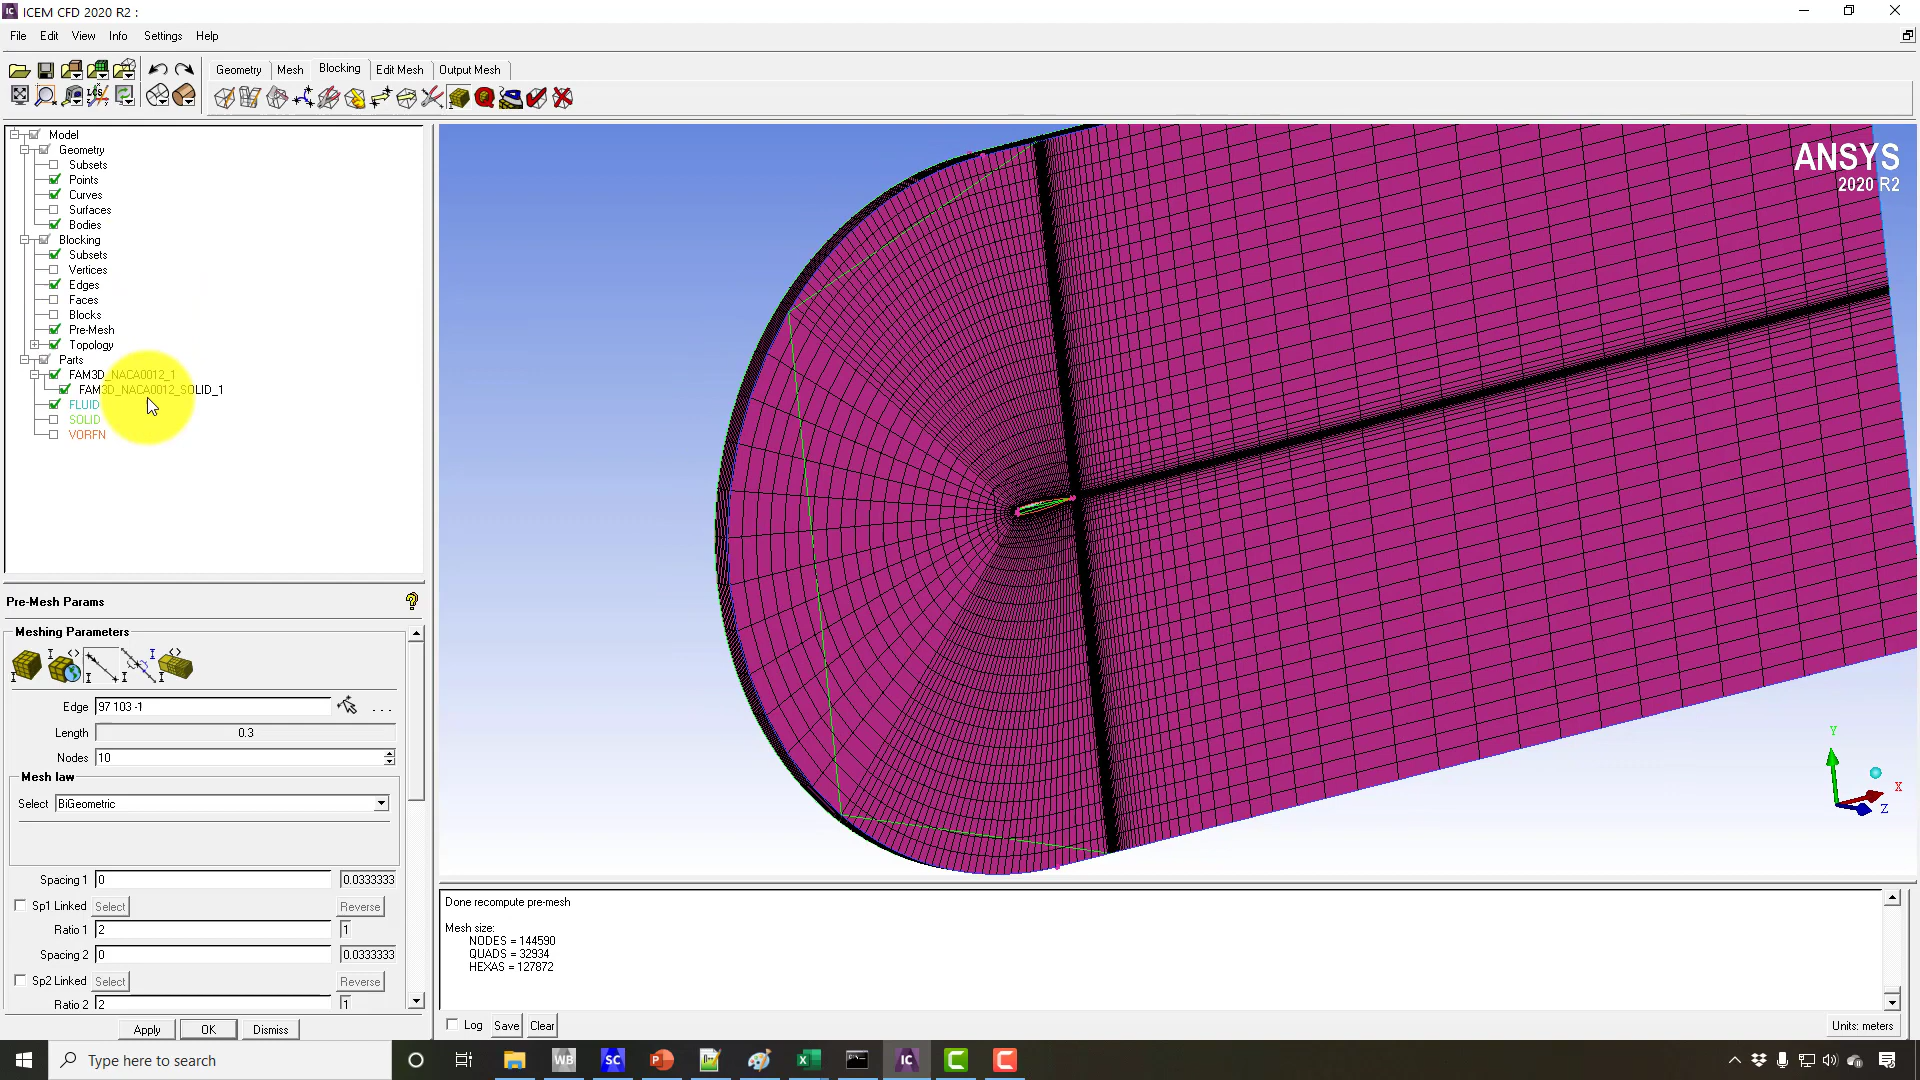 ICEM CFD 2020 R2 :
File Edit View Info Settings Help
Geometry Mesh Blocking Edit Mesh Output Mesh
LCS
Model
Geometry
Subsets
Points
Curves
Surfaces
Bodies
Blocking
Subsets
Vertices
Edges
Faces
Blocks
Pre-Mesh
Topology
Parts
FAM3D_NACA0012_1
FAM3D_NACA0012_SOLID_1
FLUID
SOLID
VORFN
ANSYS
2020 R2
Y
X
Z
Pre-Mesh Params
Meshing Parameters
Edge 97 103 -1 ...
Length 0.3
Nodes 10
Mesh law
Select BiGeometric
Spacing 1 0 0.0333333
Sp1 Linked Select Reverse
Ratio 1 2 1
Spacing 2 0 0.0333333
Sp2 Linked Select Reverse
Ratio 2 2 1
Apply OK Dismiss
Done recompute pre-mesh
Mesh size:
NODES = 144590
QUADS = 32934
HEXAS = 127872
Log Save Clear
Units: meters
Type here to search
WB SC IC